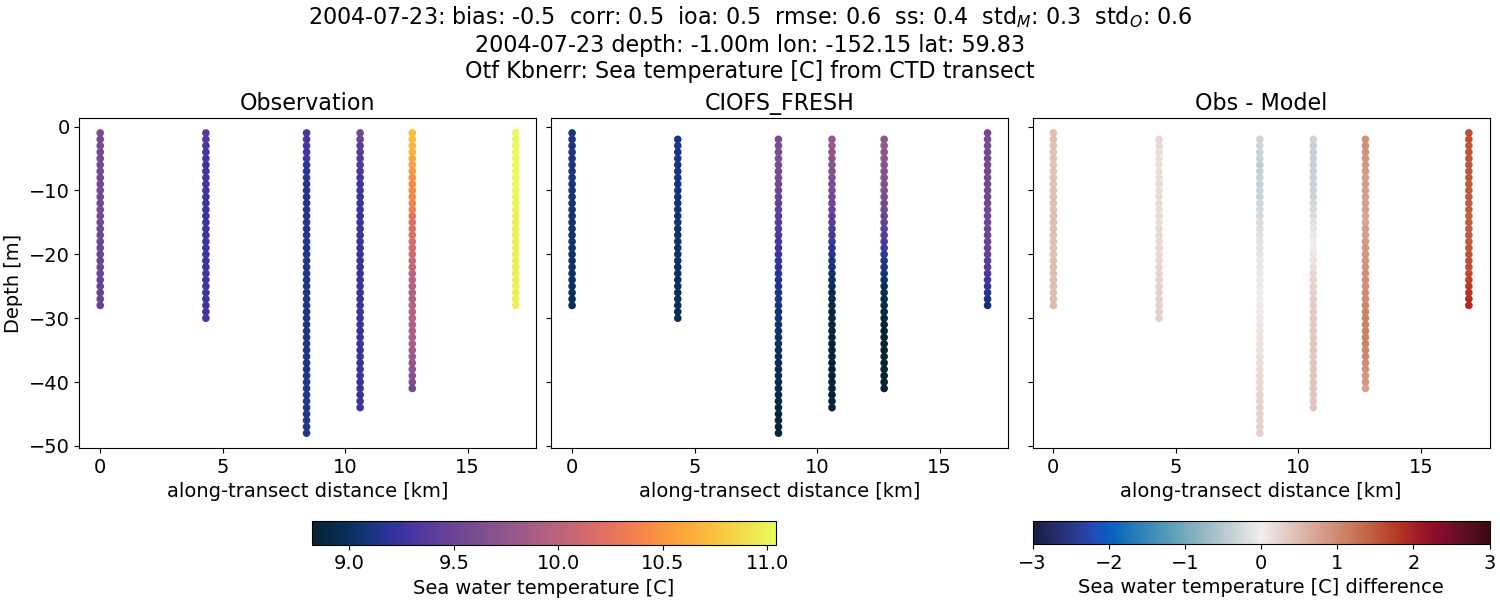 2004-07-23: bias: -0.5  corr: 0.5  ioa: 0.5  rmse: 0.6  ss: 0.4  std_M: 0.3  std_O: 0.6
2004-07-23 depth: -1.00m lon: -152.15 lat: 59.83
Otf Kbnerr: Sea temperature [C] from CTD transect
Observation
CIOFS_FRESH
Obs - Model
Depth [m]
0
−10
−20
−30
−40
−50
0 5 10 15
0 5 10 15
0 5 10 15
along-transect distance [km]
along-transect distance [km]
along-transect distance [km]
9.0 9.5 10.0 10.5 11.0
Sea water temperature [C]
−3 −2 −1 0 1 2 3
Sea water temperature [C] difference